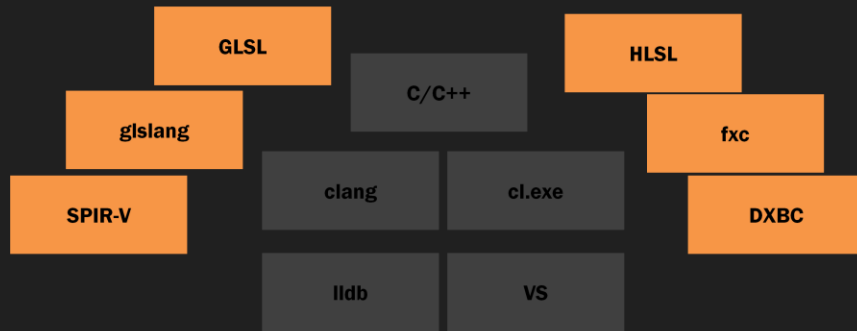 GLSL
HLSL
C/C++
glslang
fxc
clang
cl.exe
SPIR-V
DXBC
lldb
VS